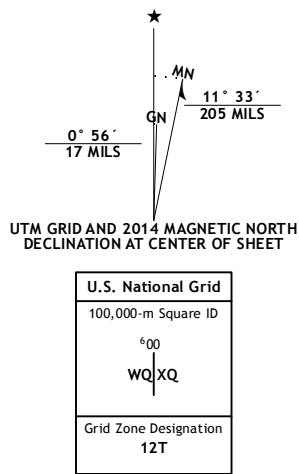 ★
MN
11° 33´
205 MILS
GN
0° 56´
17 MILS
UTM GRID AND 2014 MAGNETIC NORTH
DECLINATION AT CENTER OF SHEET
U.S. National Grid
100,000-m Square ID
⁶00
WQ XQ
Grid Zone Designation
12T